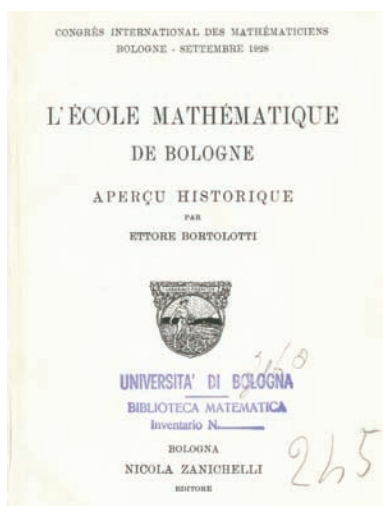 CONGRÈS INTERNATIONAL DES MATHÉMATICIENS
BOLOGNE - SETTEMBRE 1928
L'ÉCOLE MATHÉMATIQUE
DE BOLOGNE
APERÇU HISTORIQUE
PAR
ETTORE BORTOLOTTI
UNIVERSITA' DI BOLOGNA
BIBLIOTECA MATEMATICA
Inventario N.
BOLOGNA
NICOLA ZANICHELLI
EDITORE
245